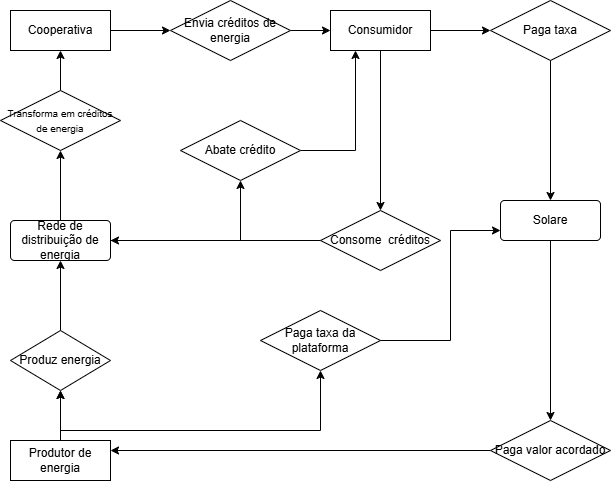 Cooperativa
Envia créditos de
energia
Consumidor
Paga taxa
Transforma em créditos
de energia
Abate crédito
Rede de
distribuição de
energia
Consome créditos
Solare
Produz energia
Paga taxa da
plataforma
Produtor de
energia
Paga valor acordado